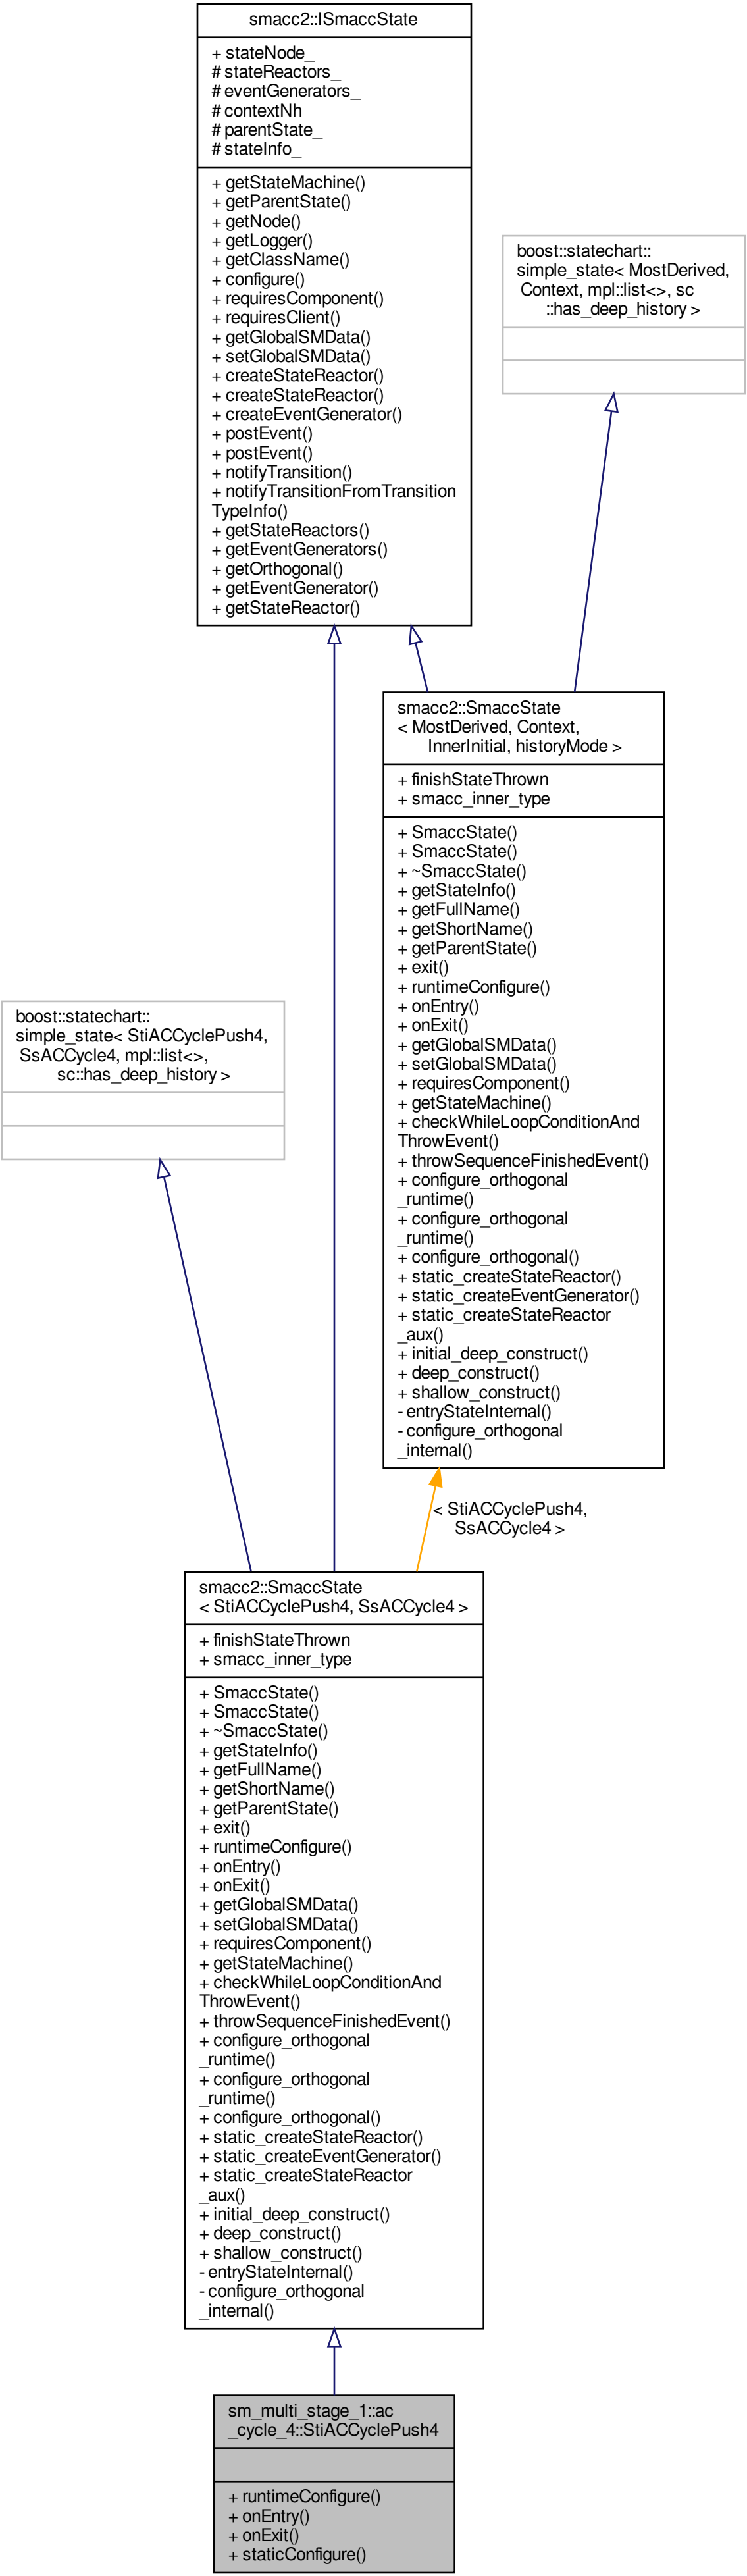 smacc2::ISmaccState
+ stateNode_
# stateReactors_
# eventGenerators_
# contextNh
# parentState_
# stateInfo_
+ getStateMachine()
+ getParentState()
+ getNode()
+ getLogger()
+ getClassName()
+ configure()
+ requiresComponent()
+ requiresClient()
+ getGlobalSMData()
+ setGlobalSMData()
+ createStateReactor()
+ createStateReactor()
+ createEventGenerator()
+ postEvent()
+ postEvent()
+ notifyTransition()
+ notifyTransitionFromTransition
TypeInfo()
+ getStateReactors()
+ getEventGenerators()
+ getOrthogonal()
+ getEventGenerator()
+ getStateReactor()
boost::statechart::
simple_state< MostDerived,
Context, mpl::list<>, sc
::has_deep_history >
smacc2::SmaccState
< MostDerived, Context,
InnerInitial, historyMode >
+ finishStateThrown
+ smacc_inner_type
+ SmaccState()
+ SmaccState()
+ ~SmaccState()
+ getStateInfo()
+ getFullName()
+ getShortName()
+ getParentState()
+ exit()
+ runtimeConfigure()
+ onEntry()
+ onExit()
+ getGlobalSMData()
+ setGlobalSMData()
+ requiresComponent()
+ getStateMachine()
+ checkWhileLoopConditionAnd
ThrowEvent()
+ throwSequenceFinishedEvent()
+ configure_orthogonal
_runtime()
+ configure_orthogonal
_runtime()
+ configure_orthogonal()
+ static_createStateReactor()
+ static_createEventGenerator()
+ static_createStateReactor
_aux()
+ initial_deep_construct()
+ deep_construct()
+ shallow_construct()
- entryStateInternal()
- configure_orthogonal
_internal()
boost::statechart::
simple_state< StiACCyclePush4,
SsACCycle4, mpl::list<>,
sc::has_deep_history >
< StiACCyclePush4,
SsACCycle4 >
smacc2::SmaccState
< StiACCyclePush4, SsACCycle4 >
+ finishStateThrown
+ smacc_inner_type
+ SmaccState()
+ SmaccState()
+ ~SmaccState()
+ getStateInfo()
+ getFullName()
+ getShortName()
+ getParentState()
+ exit()
+ runtimeConfigure()
+ onEntry()
+ onExit()
+ getGlobalSMData()
+ setGlobalSMData()
+ requiresComponent()
+ getStateMachine()
+ checkWhileLoopConditionAnd
ThrowEvent()
+ throwSequenceFinishedEvent()
+ configure_orthogonal
_runtime()
+ configure_orthogonal
_runtime()
+ configure_orthogonal()
+ static_createStateReactor()
+ static_createEventGenerator()
+ static_createStateReactor
_aux()
+ initial_deep_construct()
+ deep_construct()
+ shallow_construct()
- entryStateInternal()
- configure_orthogonal
_internal()
sm_multi_stage_1::ac
_cycle_4::StiACCyclePush4
+ runtimeConfigure()
+ onEntry()
+ onExit()
+ staticConfigure()